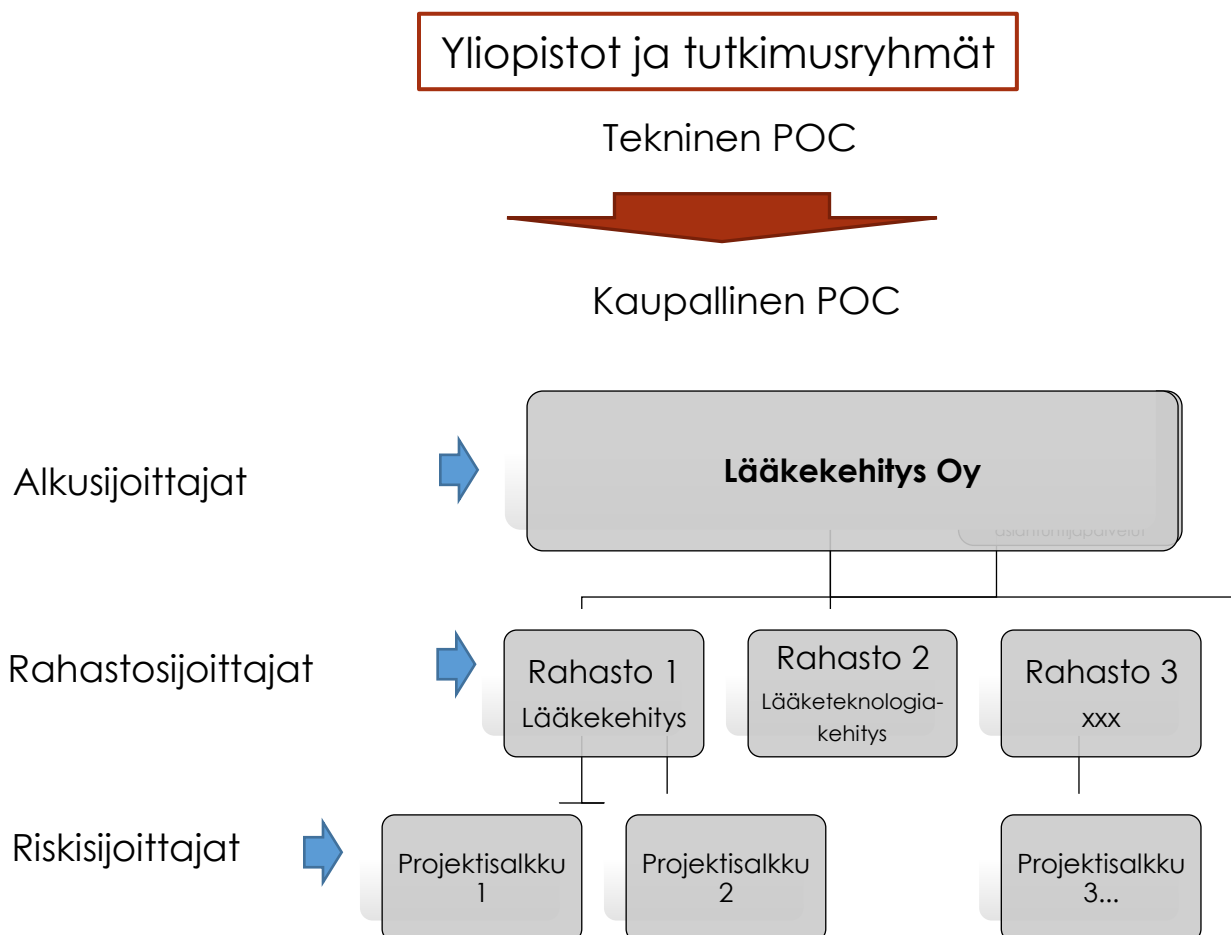 Yliopistot ja tutkimusryhmät
Tekninen POC
Kaupallinen POC
Alkusijoittajat
Lääkekehitys Oy
asiantuntijapalvelut
Rahastosijoittajat
Rahasto 1
Lääkekehitys
Rahasto 2
Lääketeknologia-
kehitys
Rahasto 3
xxx
Riskisijoittajat
Projektisalkku
1
Projektisalkku
2
Projektisalkku
3...